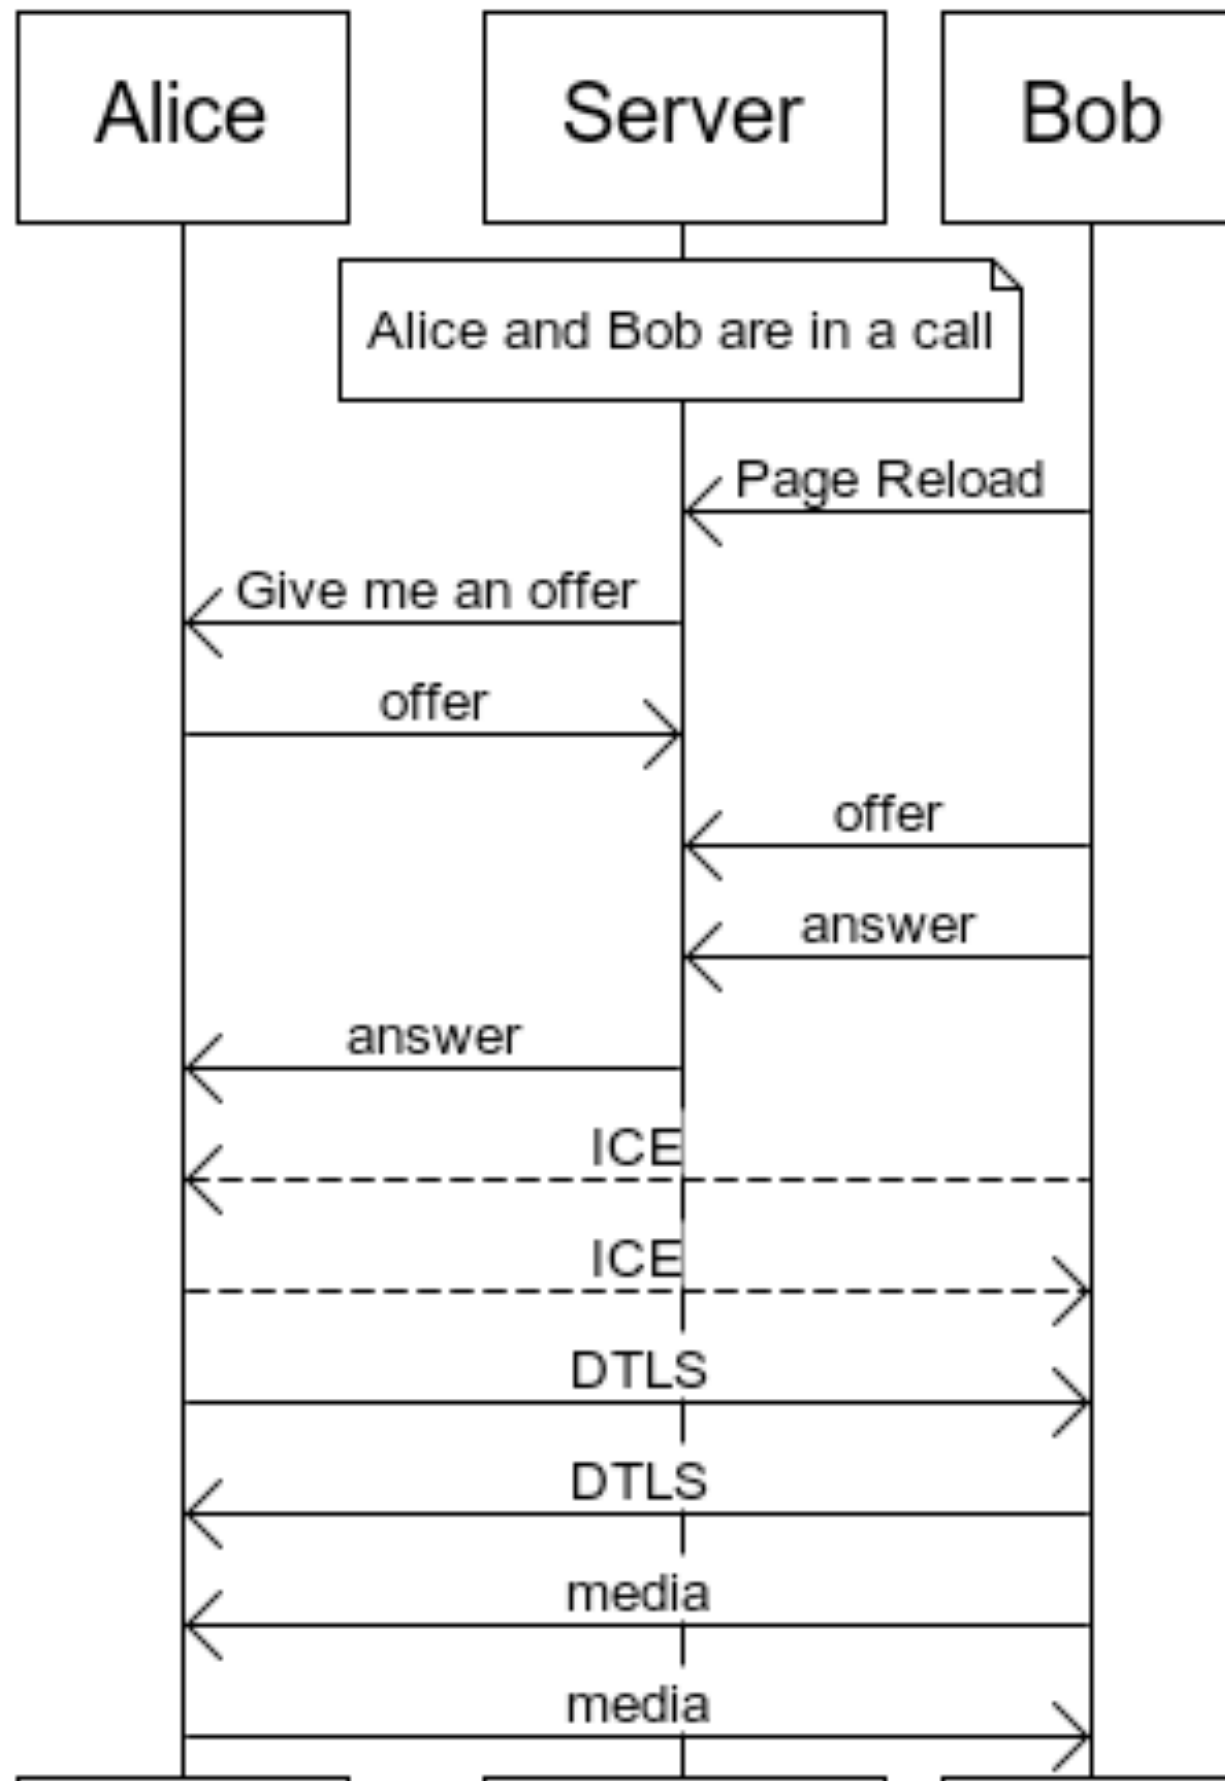 Alice
Server
Bob
Alice and Bob are in a call
Page Reload
Give me an offer
offer
offer
answer
answer
ICE
ICE
DTLS
DTLS
media
media